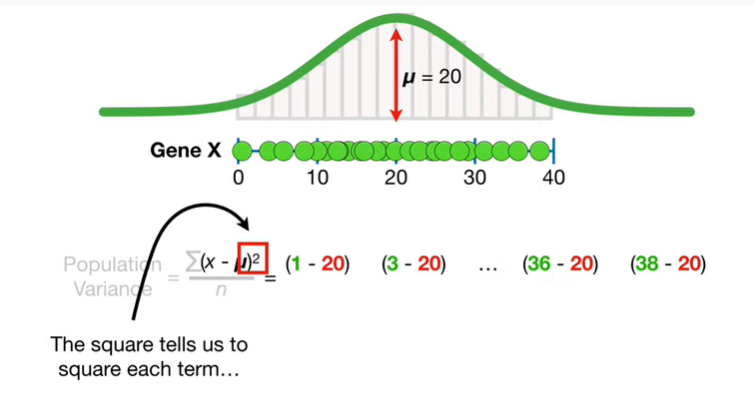 μ = 20
Gene X
0 10 20 30 40
Population Variance = Σ(x - μ)² / n = (1 - 20) (3 - 20) … (36 - 20) (38 - 20)
The square tells us to
square each term…